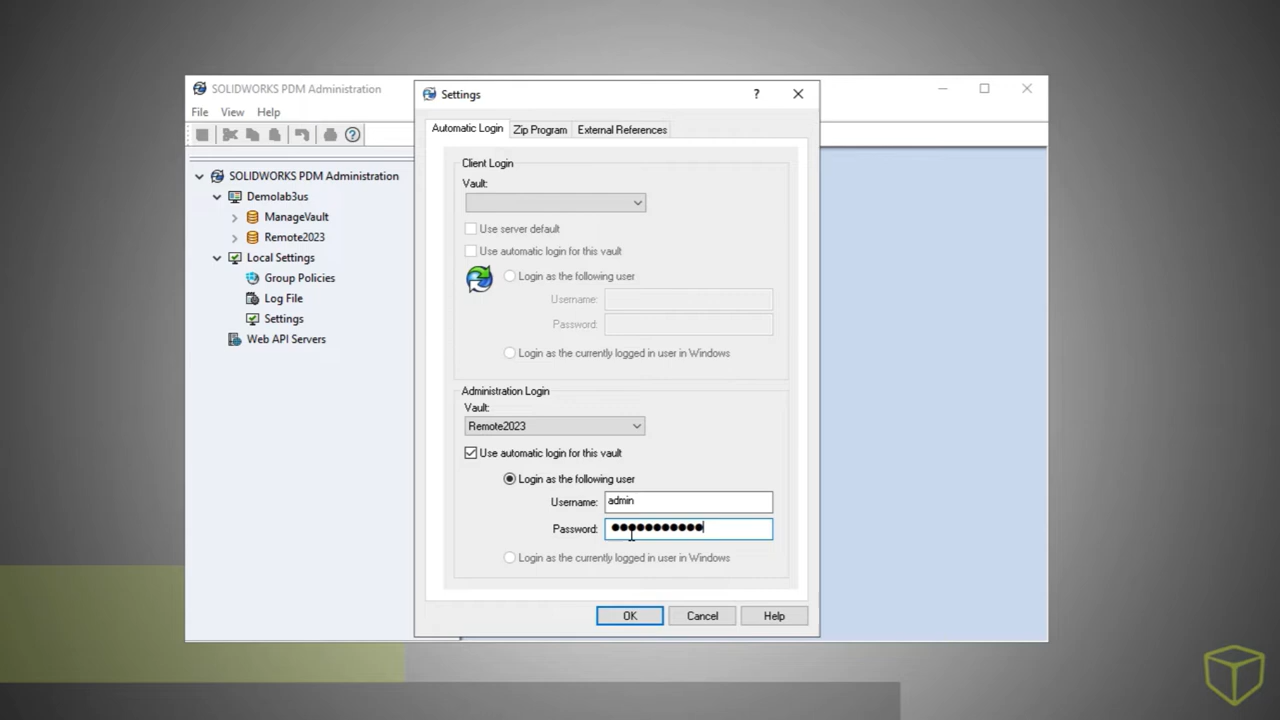 SOLIDWORKS PDM Administration
File View Help
SOLIDWORKS PDM Administration
Demolab3us
ManageVault
Remote2023
Local Settings
Group Policies
Log File
Settings
Web API Servers
Settings
Automatic Login Zip Program External References
Client Login
Vault:
Use server default
Use automatic login for this vault
Login as the following user
Username:
Password:
Login as the currently logged in user in Windows
Administration Login
Vault:
Remote2023
Use automatic login for this vault
Login as the following user
Username: admin
Password: ●●●●●●●●●●●
Login as the currently logged in user in Windows
OK Cancel Help